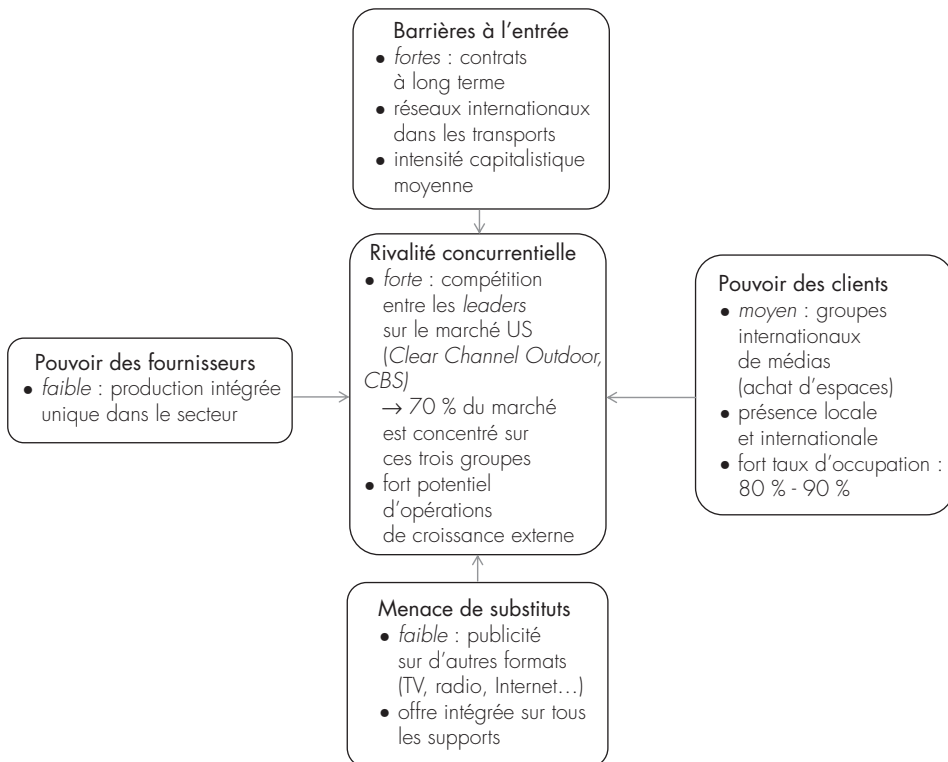 Barrières à l'entrée
• fortes : contrats
à long terme
• réseaux internationaux
dans les transports
• intensité capitalistique
moyenne
Rivalité concurrentielle
• forte : compétition
entre les leaders
sur le marché US
(Clear Channel Outdoor,
CBS)
→ 70 % du marché
est concentré sur
ces trois groupes
• fort potentiel
d'opérations
de croissance externe
Pouvoir des fournisseurs
• faible : production intégrée
unique dans le secteur
Pouvoir des clients
• moyen : groupes
internationaux
de médias
(achat d'espaces)
• présence locale
et internationale
• fort taux d'occupation :
80 % - 90 %
Menace de substituts
• faible : publicité
sur d'autres formats
(TV, radio, Internet...)
• offre intégrée sur tous
les supports